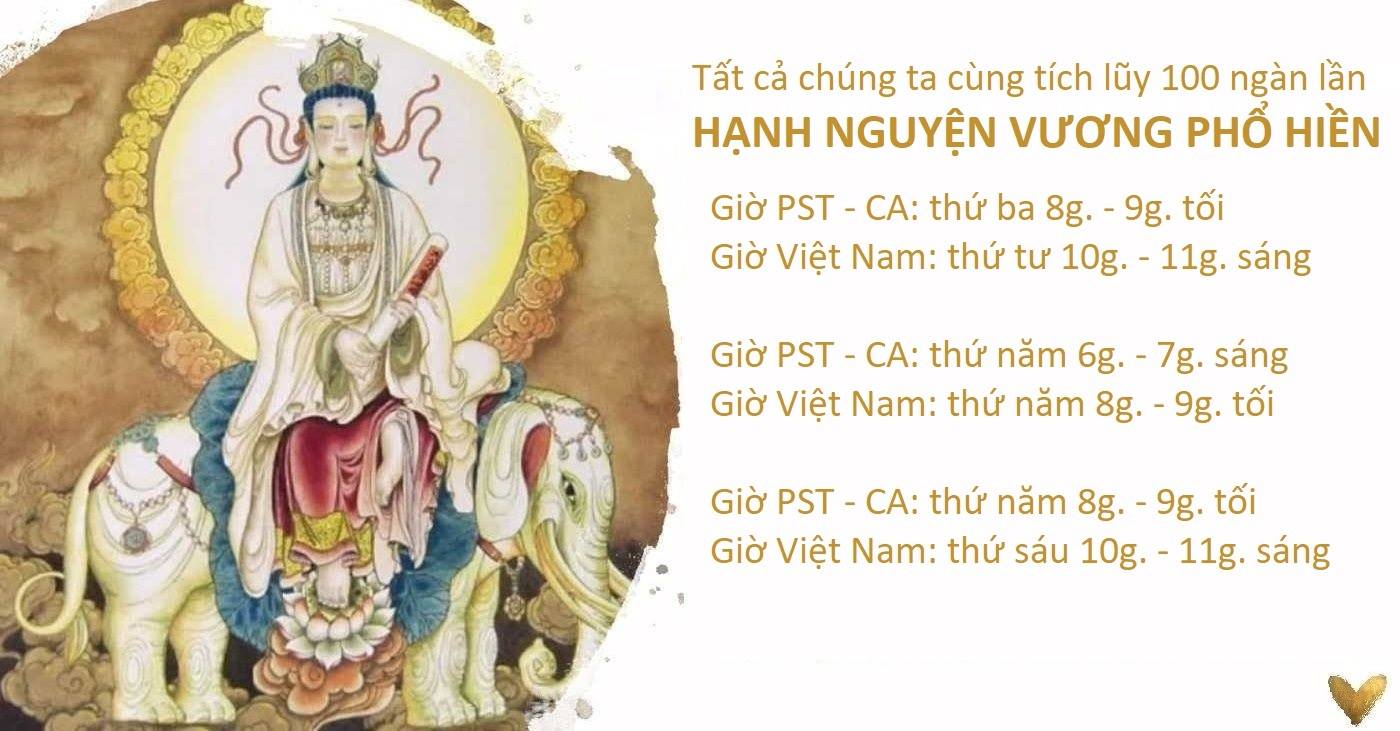 Tất cả chúng ta cùng tích lũy 100 ngàn lần
HẠNH NGUYỆN VƯƠNG PHỔ HIỀN
Giờ PST - CA: thứ ba 8g. - 9g. tối
Giờ Việt Nam: thứ tư 10g. - 11g. sáng
Giờ PST - CA: thứ năm 6g. - 7g. sáng
Giờ Việt Nam: thứ năm 8g. - 9g. tối
Giờ PST - CA: thứ năm 8g. - 9g. tối
Giờ Việt Nam: thứ sáu 10g. - 11g. sáng